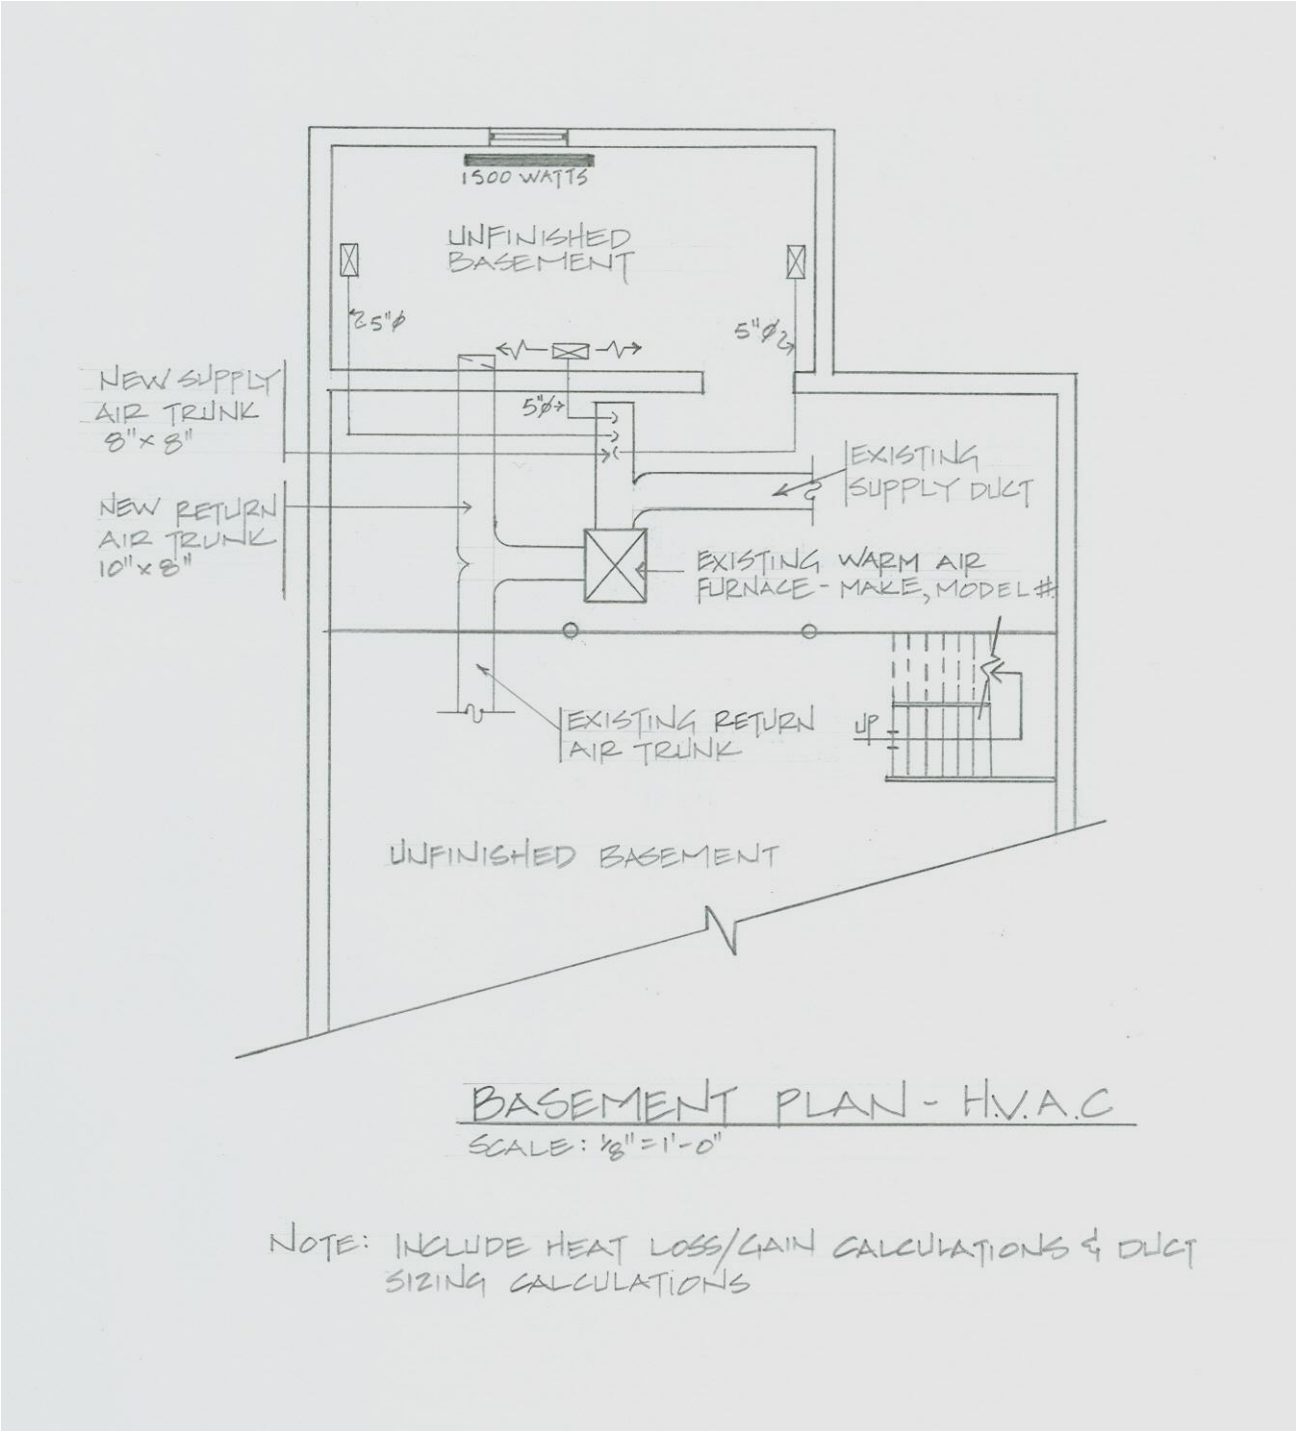 1500 WATTS
UNFINISHED
BASEMENT
5"ø
5"ø
NEW SUPPLY
AIR TRUNK
8"x 8"
5"ø
EXISTING
SUPPLY DUCT
NEW RETURN
AIR TRUNK
10"x 8"
EXISTING WARM AIR
FURNACE - MAKE, MODEL #
EXISTING RETURN
AIR TRUNK
UP
UNFINISHED BASEMENT
BASEMENT PLAN - H.V.A.C
SCALE: 1/8"=1'-0"
NOTE: INCLUDE HEAT LOSS/GAIN CALCULATIONS & DUCT
SIZING CALCULATIONS